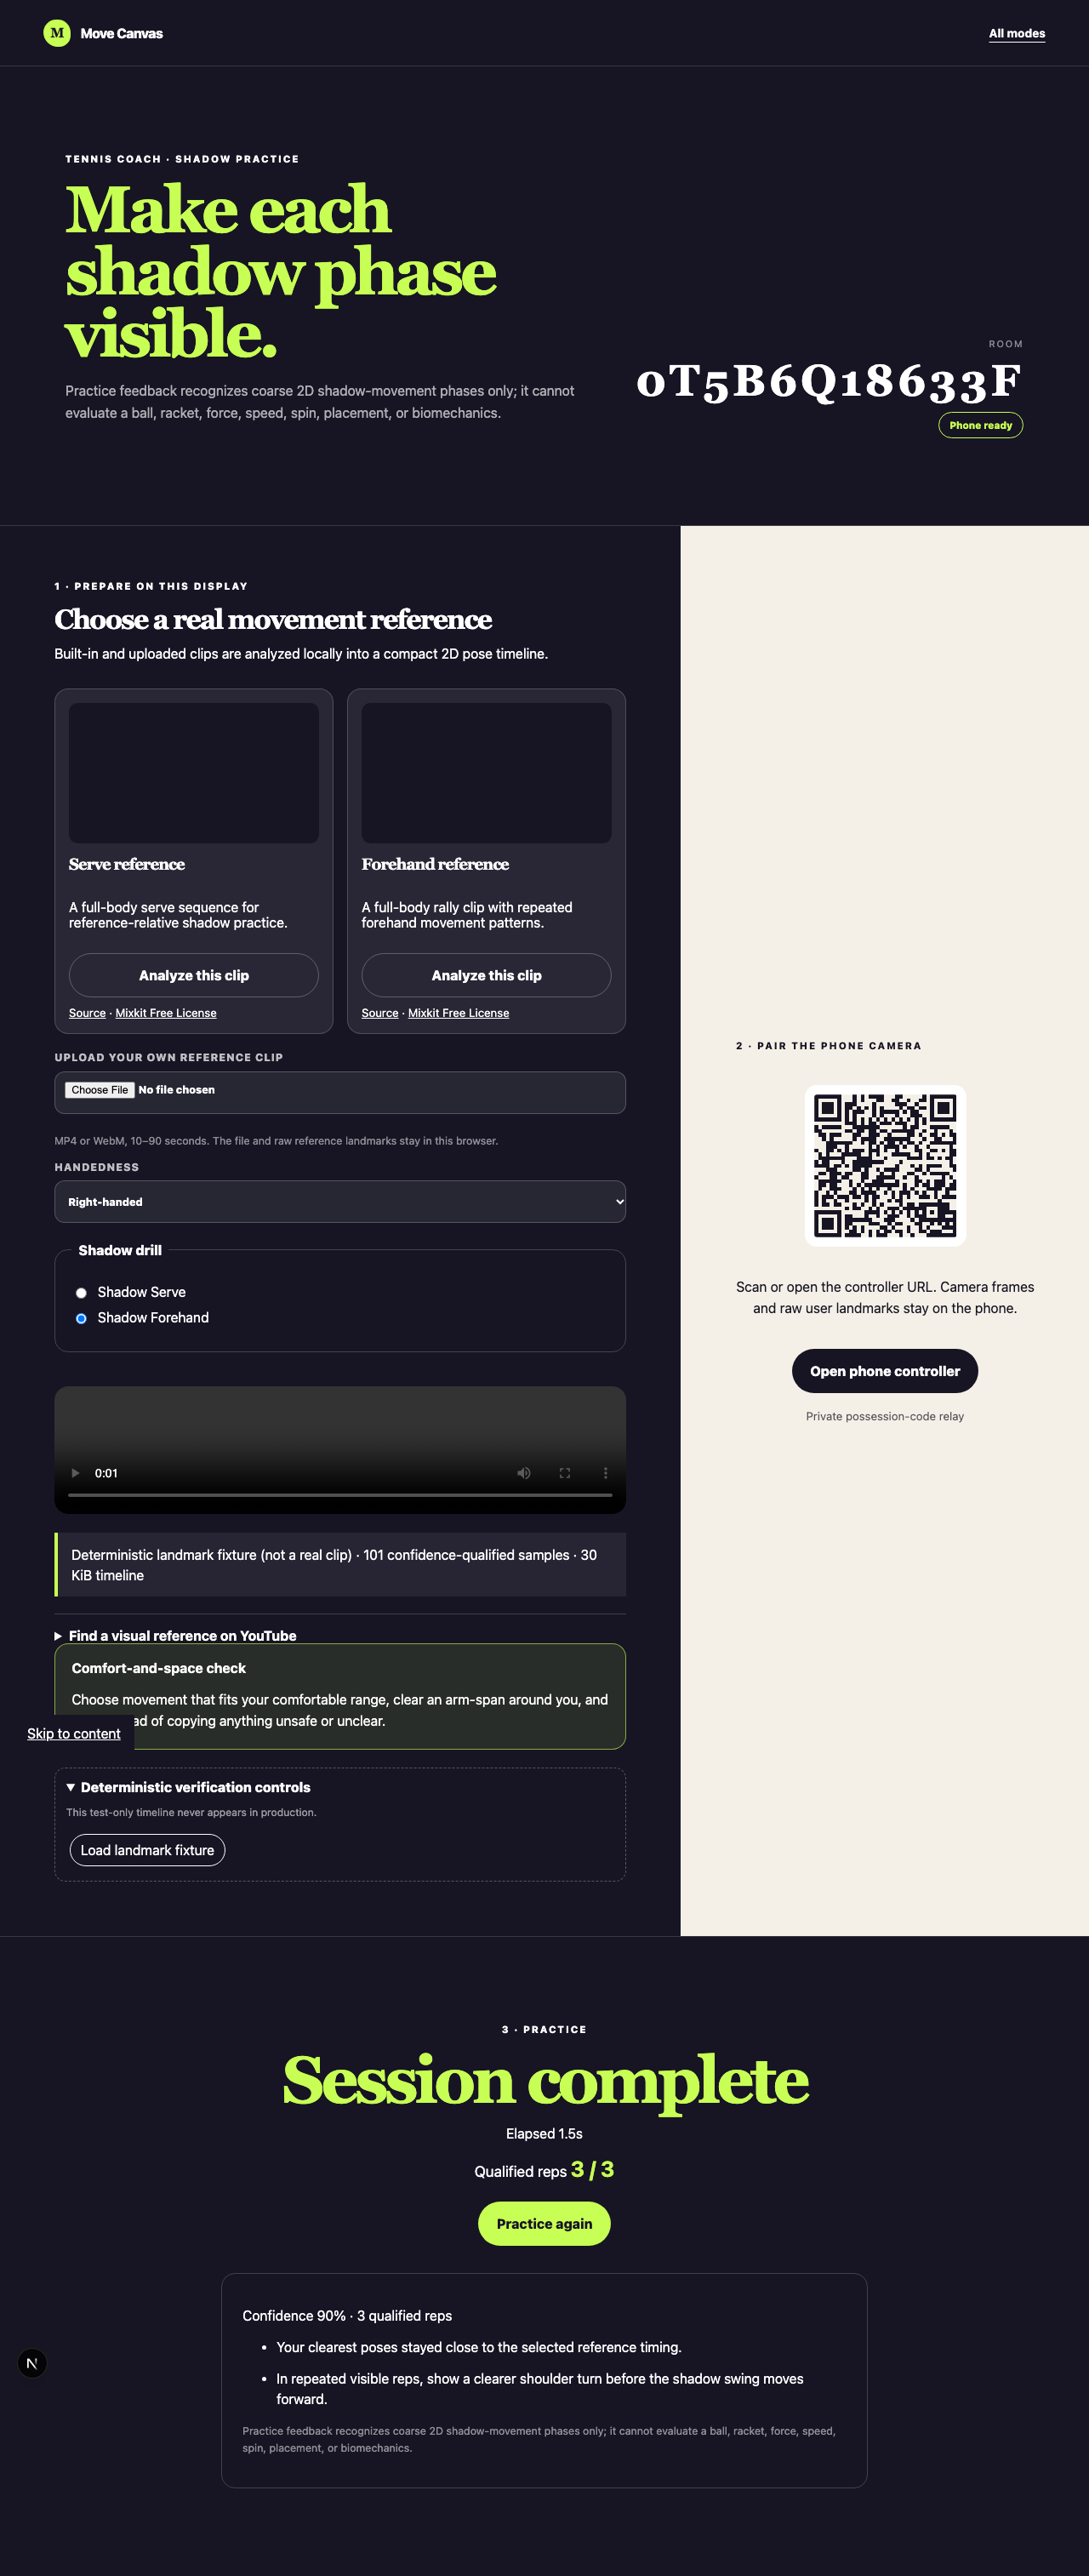 M Move Canvas
All modes
TENNIS COACH · SHADOW PRACTICE
Make each
shadow phase
visible.
Practice feedback recognizes coarse 2D shadow-movement phases only; it cannot
evaluate a ball, racket, force, speed, spin, placement, or biomechanics.
ROOM
0T5B6Q18633F
Phone ready
1 · PREPARE ON THIS DISPLAY
Choose a real movement reference
Built-in and uploaded clips are analyzed locally into a compact 2D pose timeline.
Serve reference
A full-body serve sequence for
reference-relative shadow practice.
Analyze this clip
Source · Mixkit Free License
Forehand reference
A full-body rally clip with repeated
forehand movement patterns.
Analyze this clip
Source · Mixkit Free License
UPLOAD YOUR OWN REFERENCE CLIP
Choose File No file chosen
MP4 or WebM, 10–90 seconds. The file and raw reference landmarks stay in this browser.
HANDEDNESS
Right-handed
Shadow drill
Shadow Serve
Shadow Forehand
0:01
Deterministic landmark fixture (not a real clip) · 101 confidence-qualified samples · 30
KiB timeline
Find a visual reference on YouTube
Comfort-and-space check
Choose movement that fits your comfortable range, clear an arm-span around you, and
ad of copying anything unsafe or unclear.
Skip to content
Deterministic verification controls
This test-only timeline never appears in production.
Load landmark fixture
2 · PAIR THE PHONE CAMERA
Scan or open the controller URL. Camera frames
and raw user landmarks stay on the phone.
Open phone controller
Private possession-code relay
3 · PRACTICE
Session complete
Elapsed 1.5s
Qualified reps 3 / 3
Practice again
Confidence 90% · 3 qualified reps
• Your clearest poses stayed close to the selected reference timing.
• In repeated visible reps, show a clearer shoulder turn before the shadow swing moves
forward.
Practice feedback recognizes coarse 2D shadow-movement phases only; it cannot evaluate a ball, racket, force, speed,
spin, placement, or biomechanics.
N